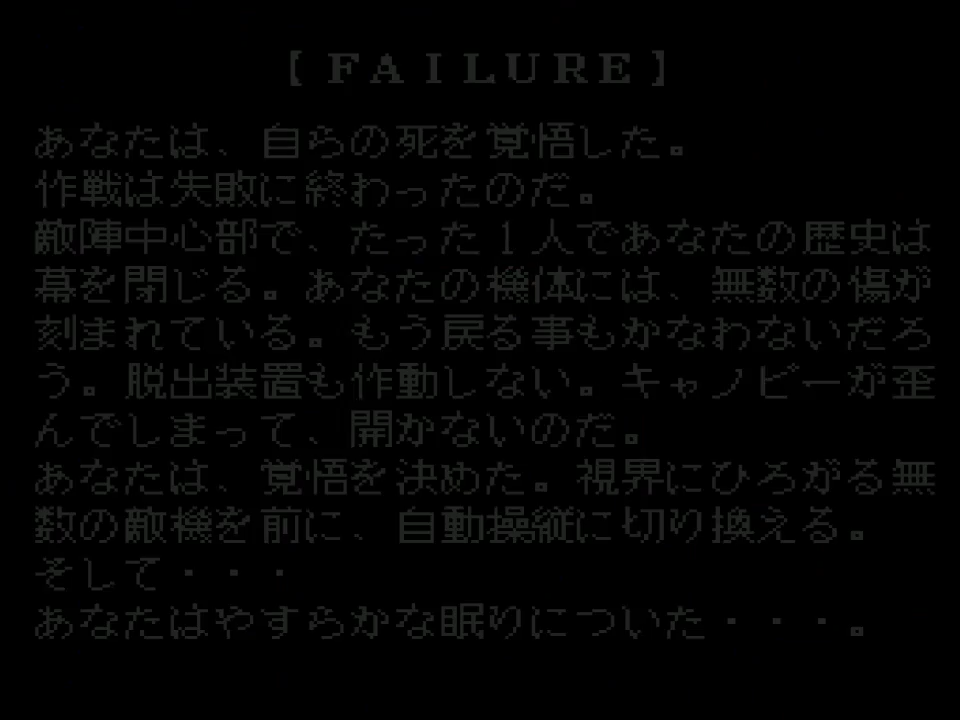 【FAILURE】
あなたは、自らの死を覚悟した。
作戦は失敗に終わったのだ。
敵陣中心部で、たった１人であなたの歴史は
幕を閉じる。あなたの機体には、無数の傷が
刻まれている。もう戻る事もかなわないだろ
う。脱出装置も作動しない。キャノピーが歪
んでしまって、開かないのだ。
あなたは、覚悟を決めた。視界にひろがる無
数の敵機を前に、自動操縦に切り換える。
そして・・・
あなたはやすらかな眠りについた・・・。